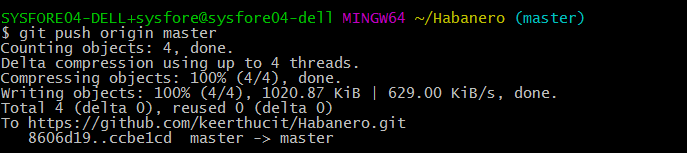 SYSFORE04-DELL+sysfore@sysfore04-dell MINGW64 ~/Habanero (master)
$ git push origin master
Counting objects: 4, done.
Delta compression using up to 4 threads.
Compressing objects: 100% (4/4), done.
Writing objects: 100% (4/4), 1020.87 KiB | 629.00 KiB/s, done.
Total 4 (delta 0), reused 0 (delta 0)
To https://github.com/keerthucit/Habanero.git
   8606d19..ccbe1cd  master -> master